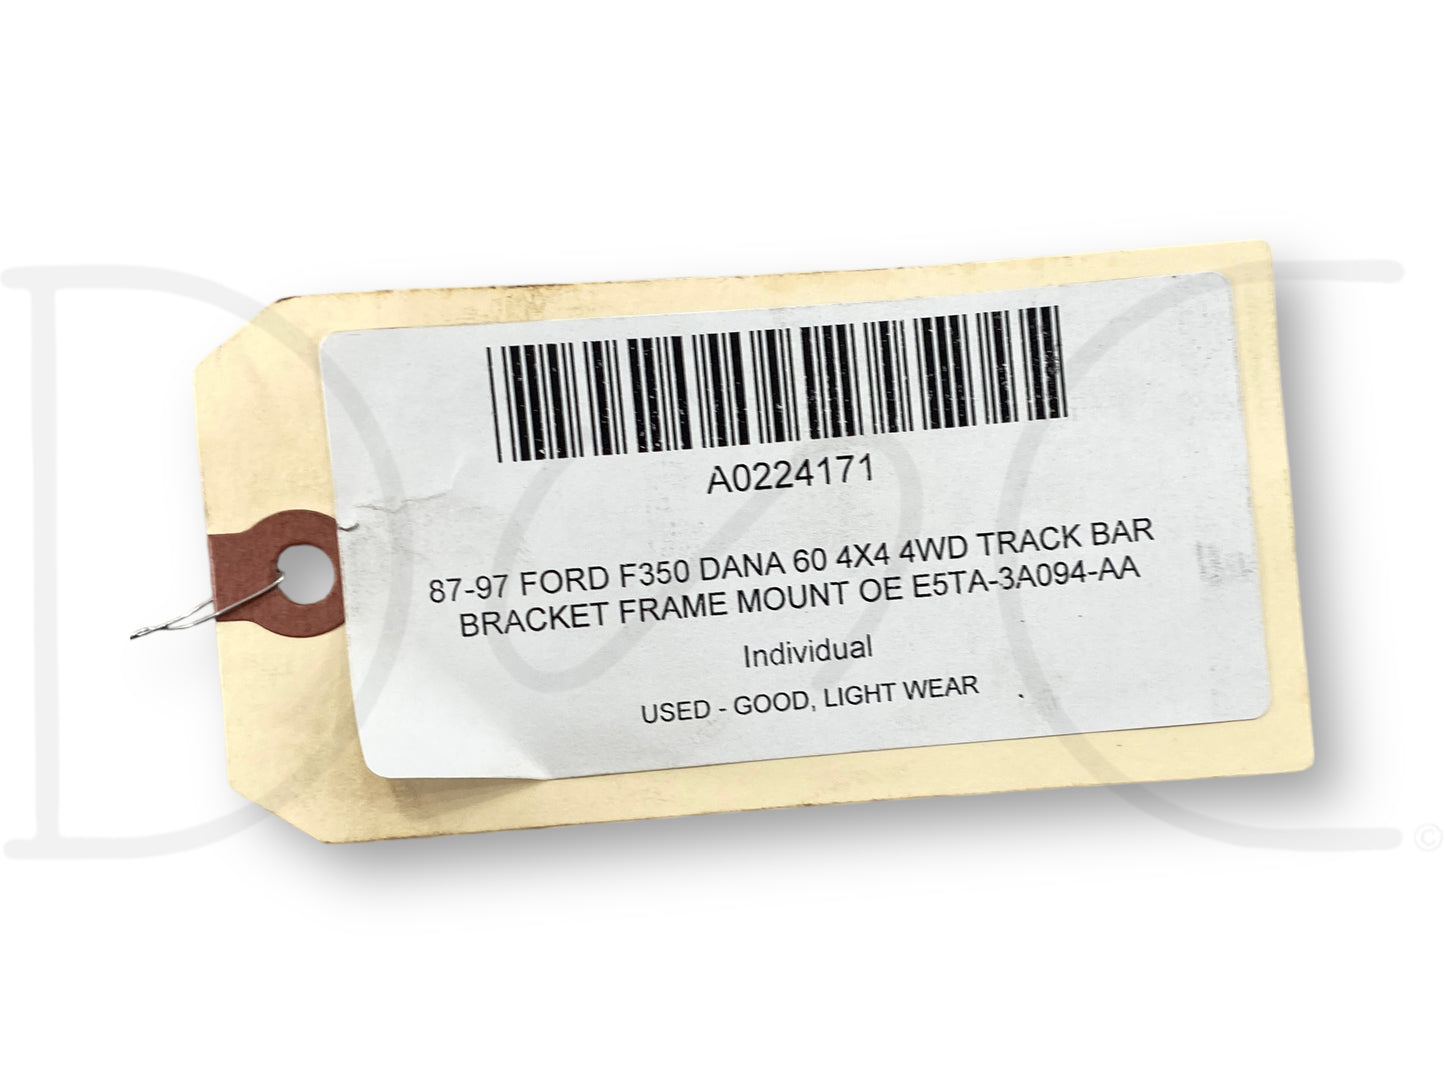 A0224171
87-97 FORD F350 DANA 60 4X4 4WD TRACK BAR
BRACKET FRAME MOUNT OE E5TA-3A094-AA
Individual
USED - GOOD, LIGHT WEAR
DSC
©